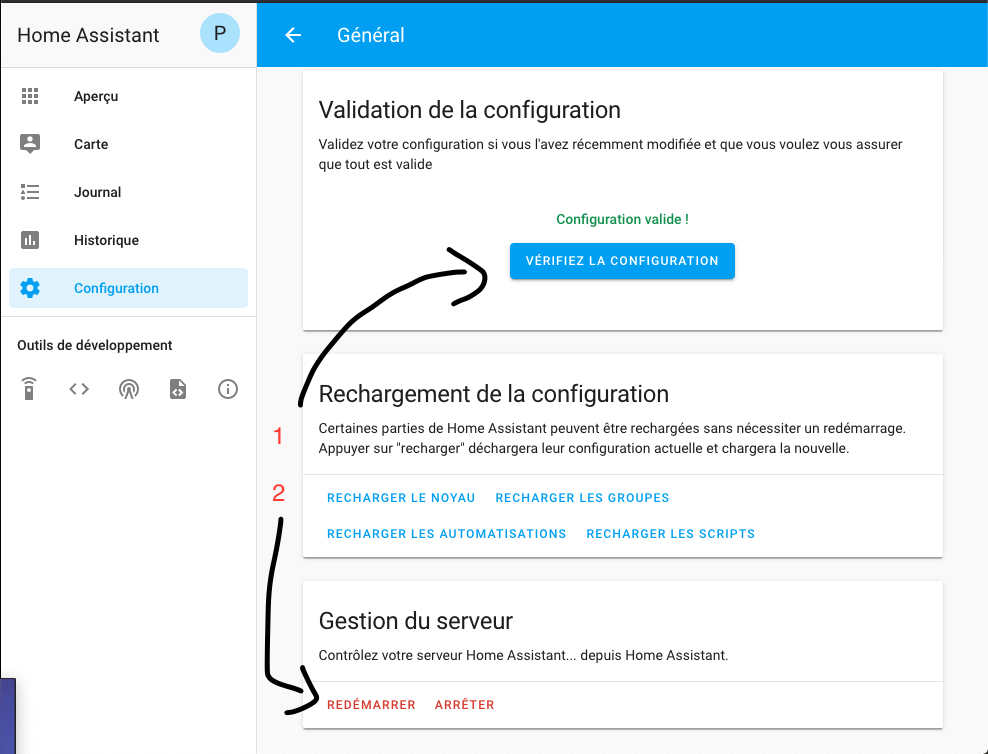 Home Assistant
P
Général
Aperçu
Carte
Journal
Historique
Configuration
Outils de développement
Validation de la configuration
Validez votre configuration si vous l'avez récemment modifiée et que vous voulez vous assurer
que tout est valide
Configuration valide !
VÉRIFIEZ LA CONFIGURATION
1
2
Rechargement de la configuration
Certaines parties de Home Assistant peuvent être rechargées sans nécessiter un redémarrage.
Appuyer sur "recharger" déchargera leur configuration actuelle et chargera la nouvelle.
RECHARGER LE NOYAU RECHARGER LES GROUPES
RECHARGER LES AUTOMATISATIONS RECHARGER LES SCRIPTS
Gestion du serveur
Contrôlez votre serveur Home Assistant... depuis Home Assistant.
REDÉMARRER ARRÊTER